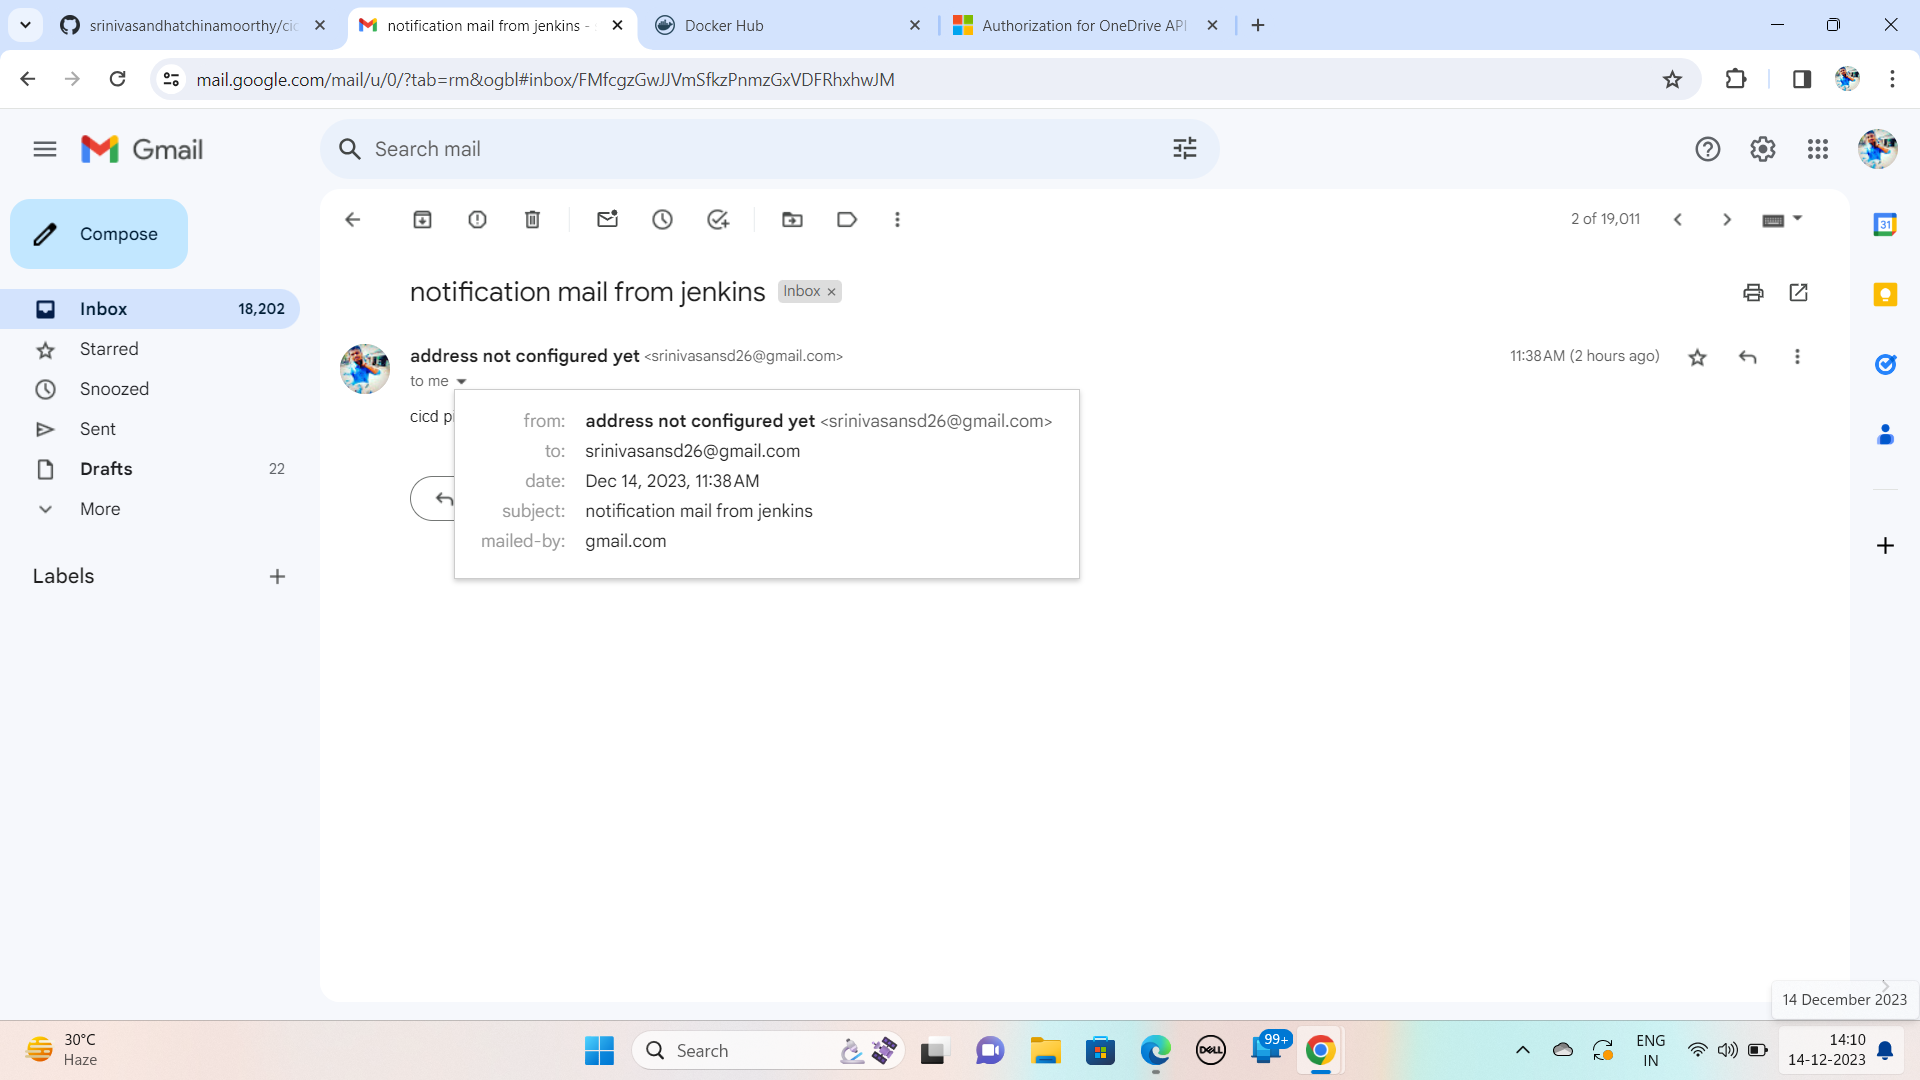 srinivasandhatchinamoorthy/cic
notification mail from jenkins -
Docker Hub
Authorization for OneDrive API
mail.google.com/mail/u/0/?tab=rm&ogbl#inbox/FMfcgzGwJJVmSfkzPnmzGxVDFRhxhwJM
Gmail
Search mail
Compose
2 of 19,011
Inbox 18,202
Starred
Snoozed
Sent
Drafts 22
More
Labels
notification mail from jenkins Inbox ×
address not configured yet <srinivasansd26@gmail.com>
11:38 AM (2 hours ago)
to me
cicd
from: address not configured yet <srinivasansd26@gmail.com>
to: srinivasansd26@gmail.com
date: Dec 14, 2023, 11:38 AM
subject: notification mail from jenkins
mailed-by: gmail.com
31
14 December 2023
30°C
Haze
Search
DELL
99+
ENG
IN
14:10
14-12-2023